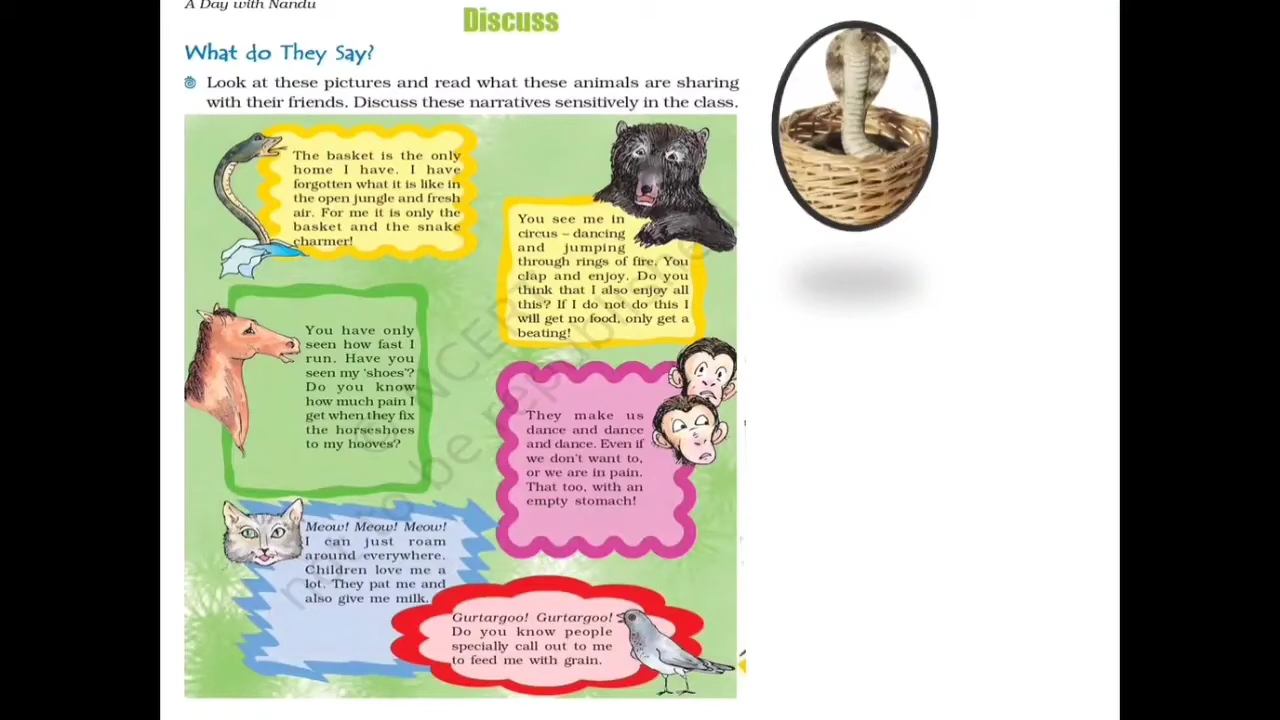 A Day with Nandu
Discuss
What do They Say?
Look at these pictures and read what these animals are sharing
with their friends. Discuss these narratives sensitively in the class.
The basket is the only
home I have. I have
forgotten what it is like in
the open jungle and fresh
air. For me it is only the
basket and the snake
charmer!
You see me in
circus – dancing
and jumping
through rings of fire. You
clap and enjoy. Do you
think that I also enjoy all
this? If I do not do this I
will get no food, only get a
beating!
You have only
seen how fast I
run. Have you
seen my 'shoes'?
Do you know
how much pain I
get when they fix
the horseshoes
to my hooves?
They make us
dance and dance
and dance. Even if
we don't want to,
or we are in pain.
That too, with an
empty stomach!
Meow! Meow! Meow!
I can just roam
around everywhere.
Children love me a
lot. They pat me and
also give me milk.
Gurtargoo! Gurtargoo!
Do you know people
specially call out to me
to feed me with grain.